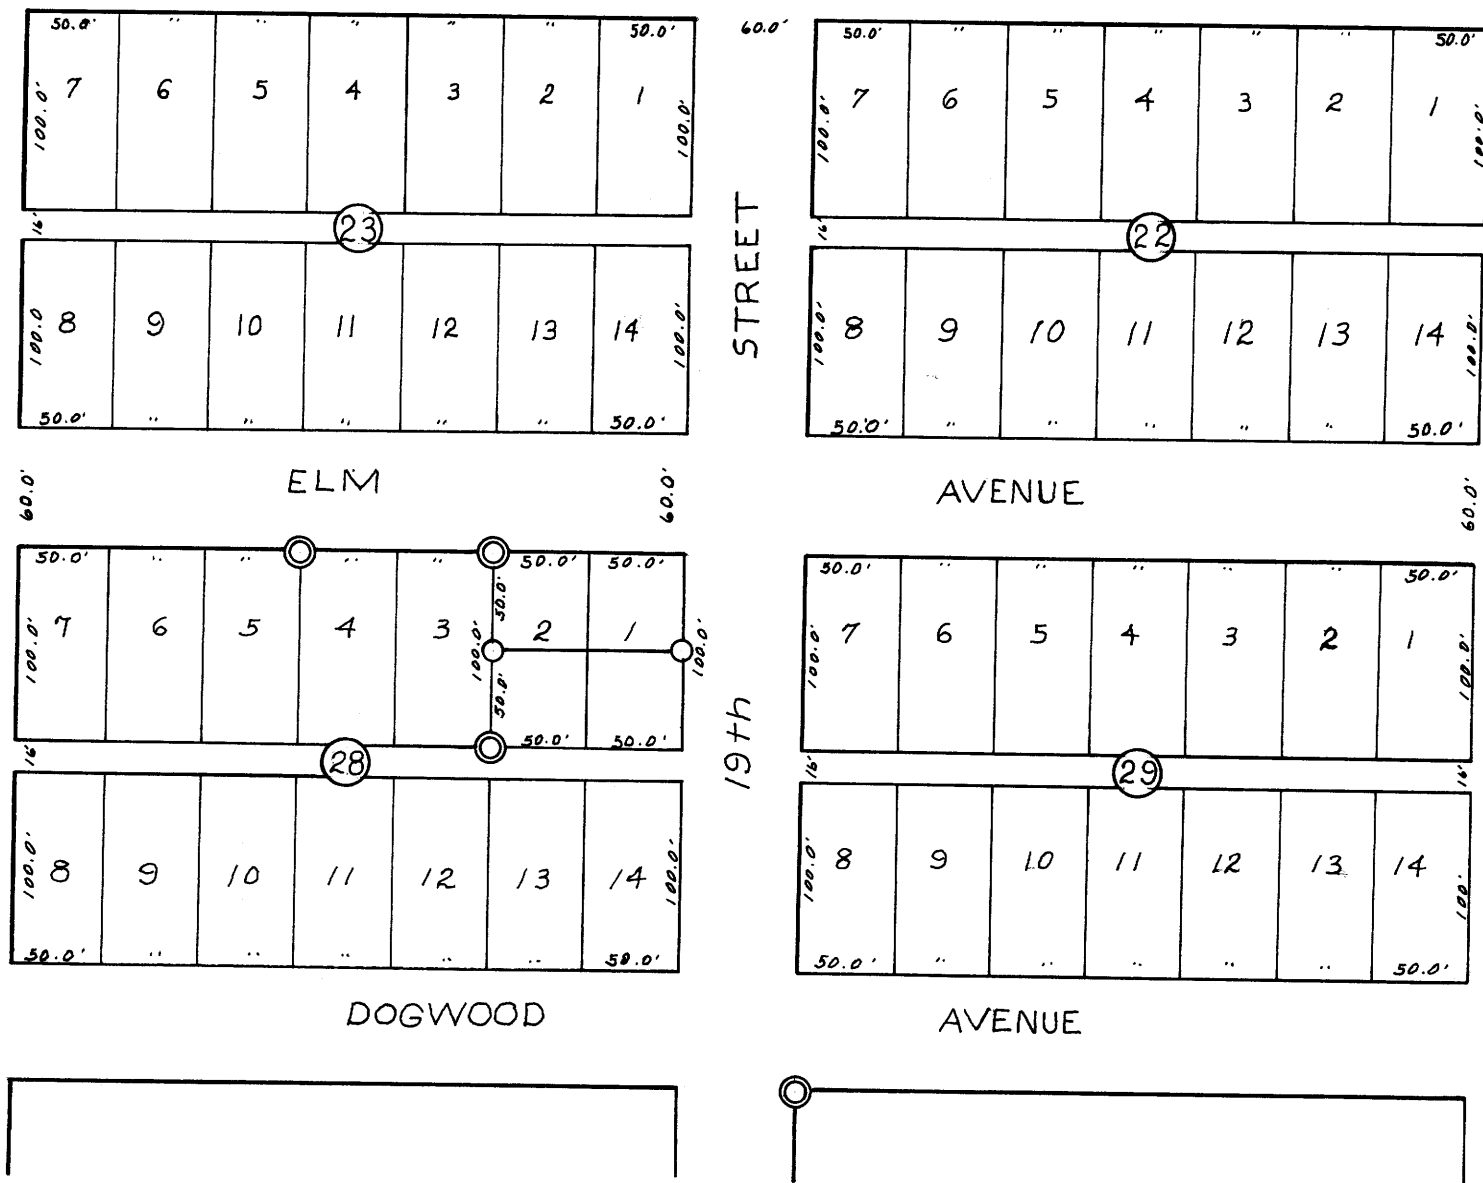 50.0' " " " " " 50.0'
7 6 5 4 3 2 1
100.0' 100.0'
16'
23
100.0 100.0'
8 9 10 11 12 13 14
50.0' " " " " " 50.0'
60.0'
STREET
50.0' " " " " " 50.0'
7 6 5 4 3 2 1
100.0' 100.0'
16'
22
100.0' 100.0'
8 9 10 11 12 13 14
50.0' " " " " " 50.0'
ELM AVENUE
60.0' 60.0' 60.0'
50.0' " " " " 50.0' 50.0'
7 6 5 4 3 2 1
100.0' 100.0' 50.0' 50.0' 100.0'
50.0' 50.0'
16'
28
100.0' 100.0'
8 9 10 11 12 13 14
50.0' " " " " " 50.0'
19th
50.0' " " " " " 50.0'
7 6 5 4 3 2 1
100.0' 100.0'
16' 16'
29
100.0' 100'
8 9 10 11 12 13 14
50.0' " " " " " 50.0'
DOGWOOD AVENUE